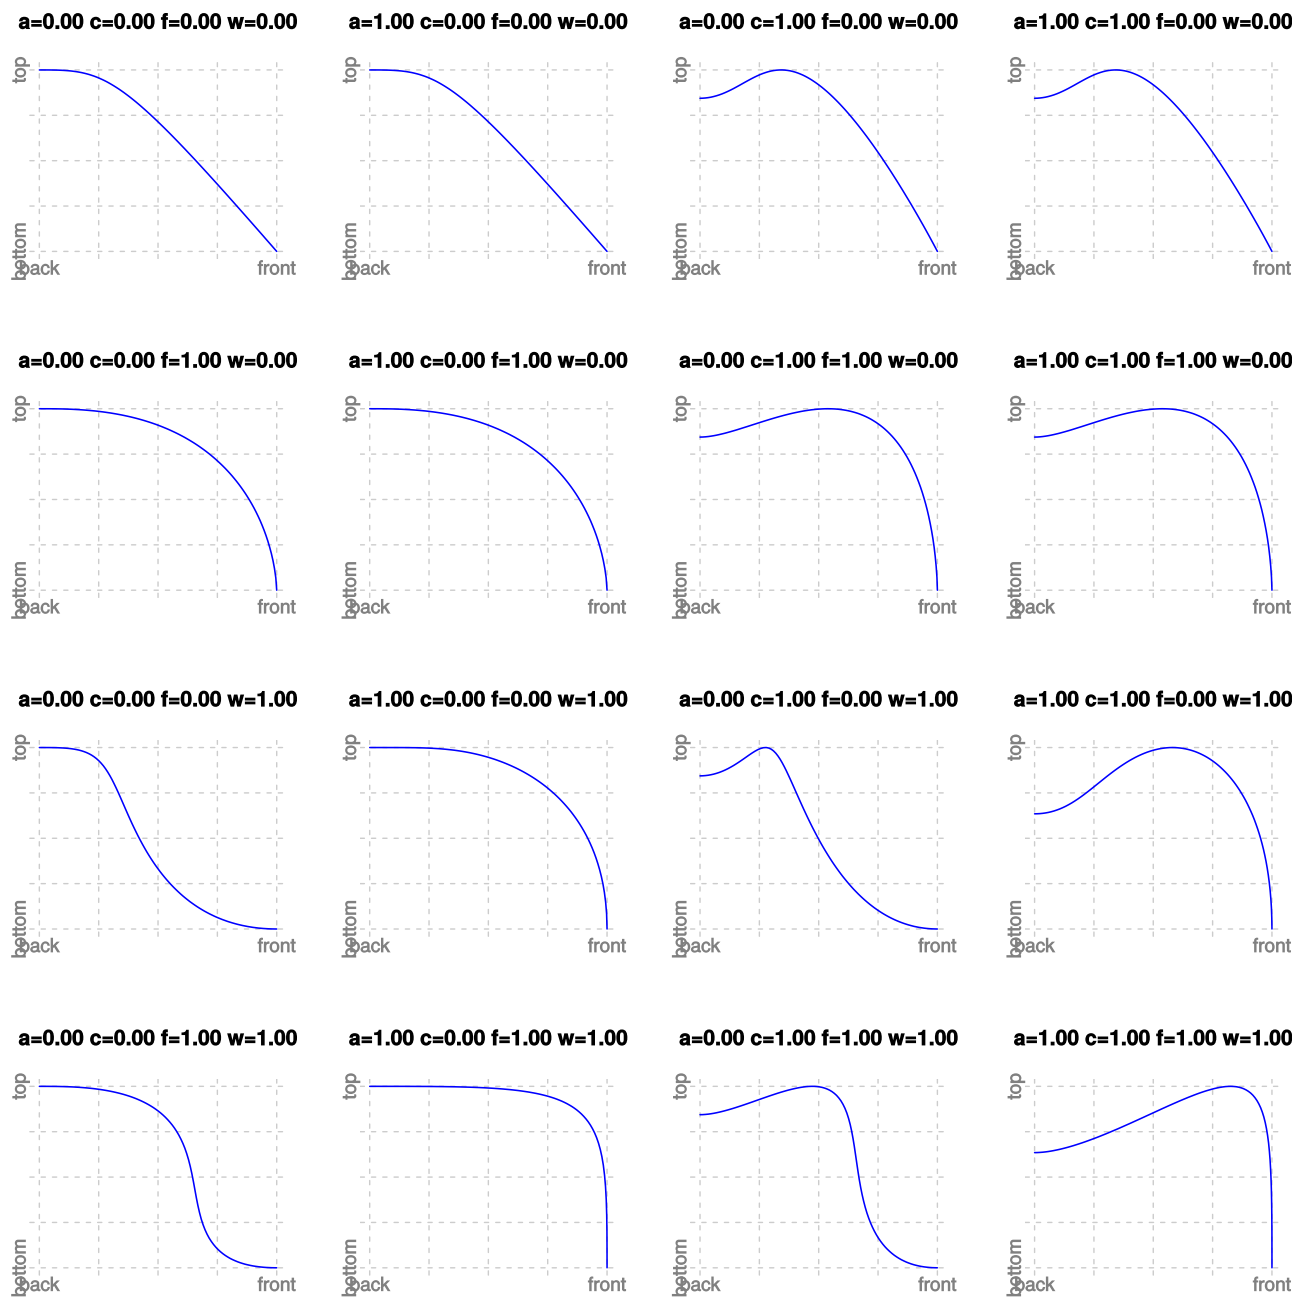 a=0.00 c=0.00 f=0.00 w=0.00
top
bottom
back
front
a=1.00 c=0.00 f=0.00 w=0.00
top
bottom
back
front
a=0.00 c=1.00 f=0.00 w=0.00
top
bottom
back
front
a=1.00 c=1.00 f=0.00 w=0.00
top
bottom
back
front
a=0.00 c=0.00 f=1.00 w=0.00
top
bottom
back
front
a=1.00 c=0.00 f=1.00 w=0.00
top
bottom
back
front
a=0.00 c=1.00 f=1.00 w=0.00
top
bottom
back
front
a=1.00 c=1.00 f=1.00 w=0.00
top
bottom
back
front
a=0.00 c=0.00 f=0.00 w=1.00
top
bottom
back
front
a=1.00 c=0.00 f=0.00 w=1.00
top
bottom
back
front
a=0.00 c=1.00 f=0.00 w=1.00
top
bottom
back
front
a=1.00 c=1.00 f=0.00 w=1.00
top
bottom
back
front
a=0.00 c=0.00 f=1.00 w=1.00
top
bottom
back
front
a=1.00 c=0.00 f=1.00 w=1.00
top
bottom
back
front
a=0.00 c=1.00 f=1.00 w=1.00
top
bottom
back
front
a=1.00 c=1.00 f=1.00 w=1.00
top
bottom
back
front